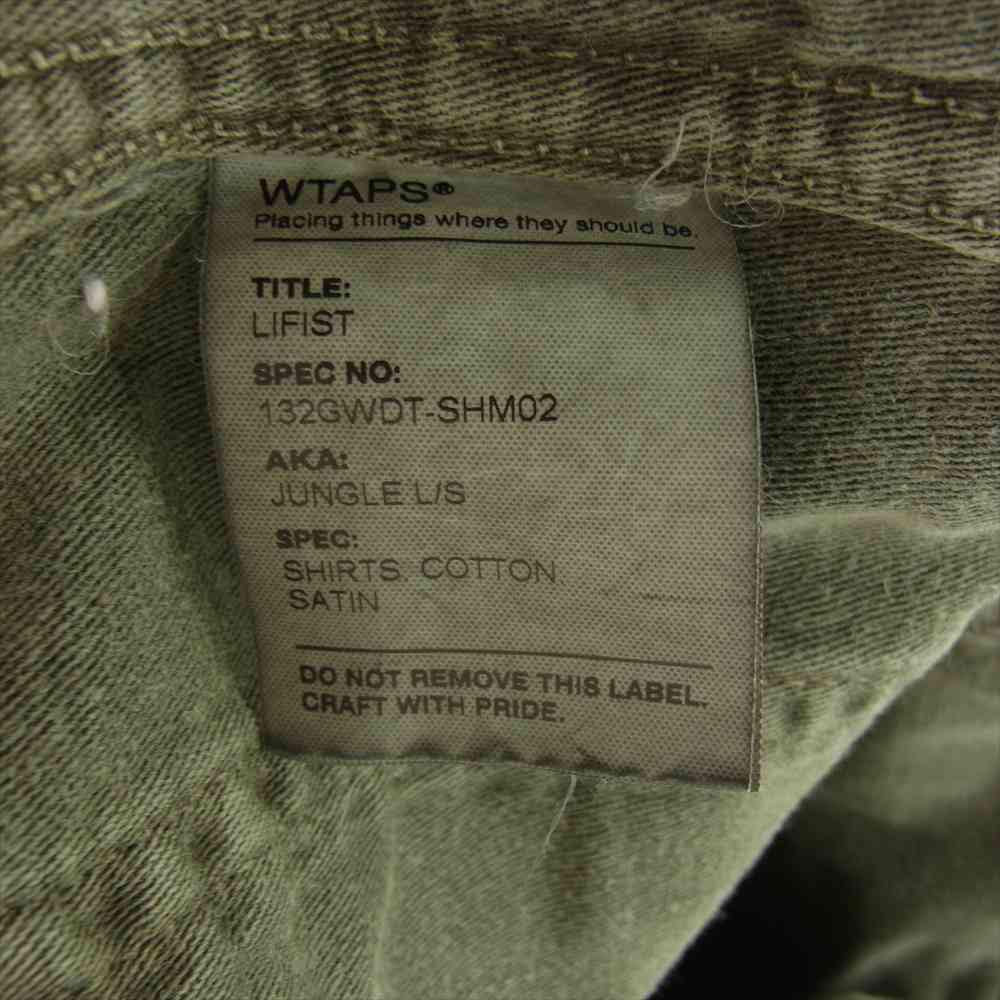 WTAPS®
Placing things where they should be.
TITLE:
LIFIST
SPEC NO:
132GWDT-SHM02
AKA:
JUNGLE L/S
SPEC:
SHIRTS. COTTON.
SATIN
DO NOT REMOVE THIS LABEL.
CRAFT WITH PRIDE.